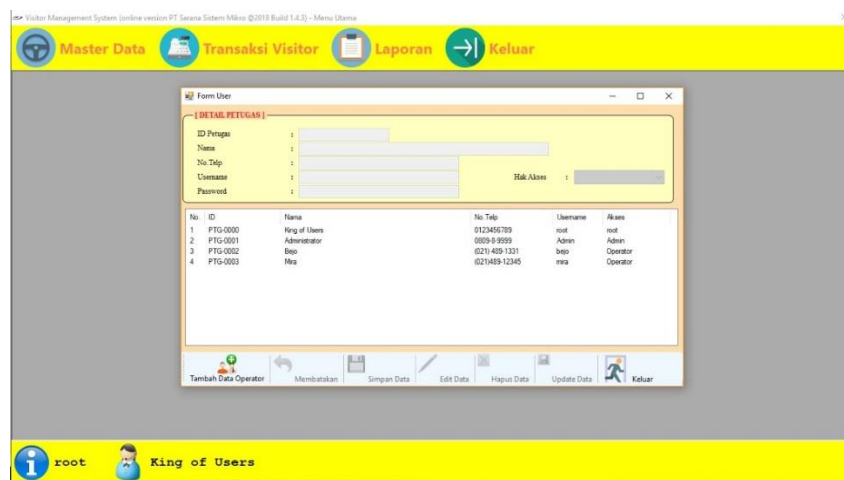 Visitor Management System (online version PT Sarana Sistem Mikro @2018 Build 1.4.3) - Menu Utama
Master Data Transaksi Visitor Laporan Keluar
Form User
[ DETAIL PETUGAS ]
ID Petugas :
Nama :
No.Telp :
Username : Hak Akses :
Password :
No. ID Nama No. Telp Username Akses
1 PTG-0000 King of Users 0123456789 root root
2 PTG-0001 Administrator 0809-8-9999 Admin Admin
3 PTG-0002 Bejo (021) 489-1331 bejo Operator
4 PTG-0003 Mira (021)489-12345 mira Operator
Tambah Data Operator Membatakan Simpan Data Edit Data Hapus Data Update Data Keluar
root King of Users